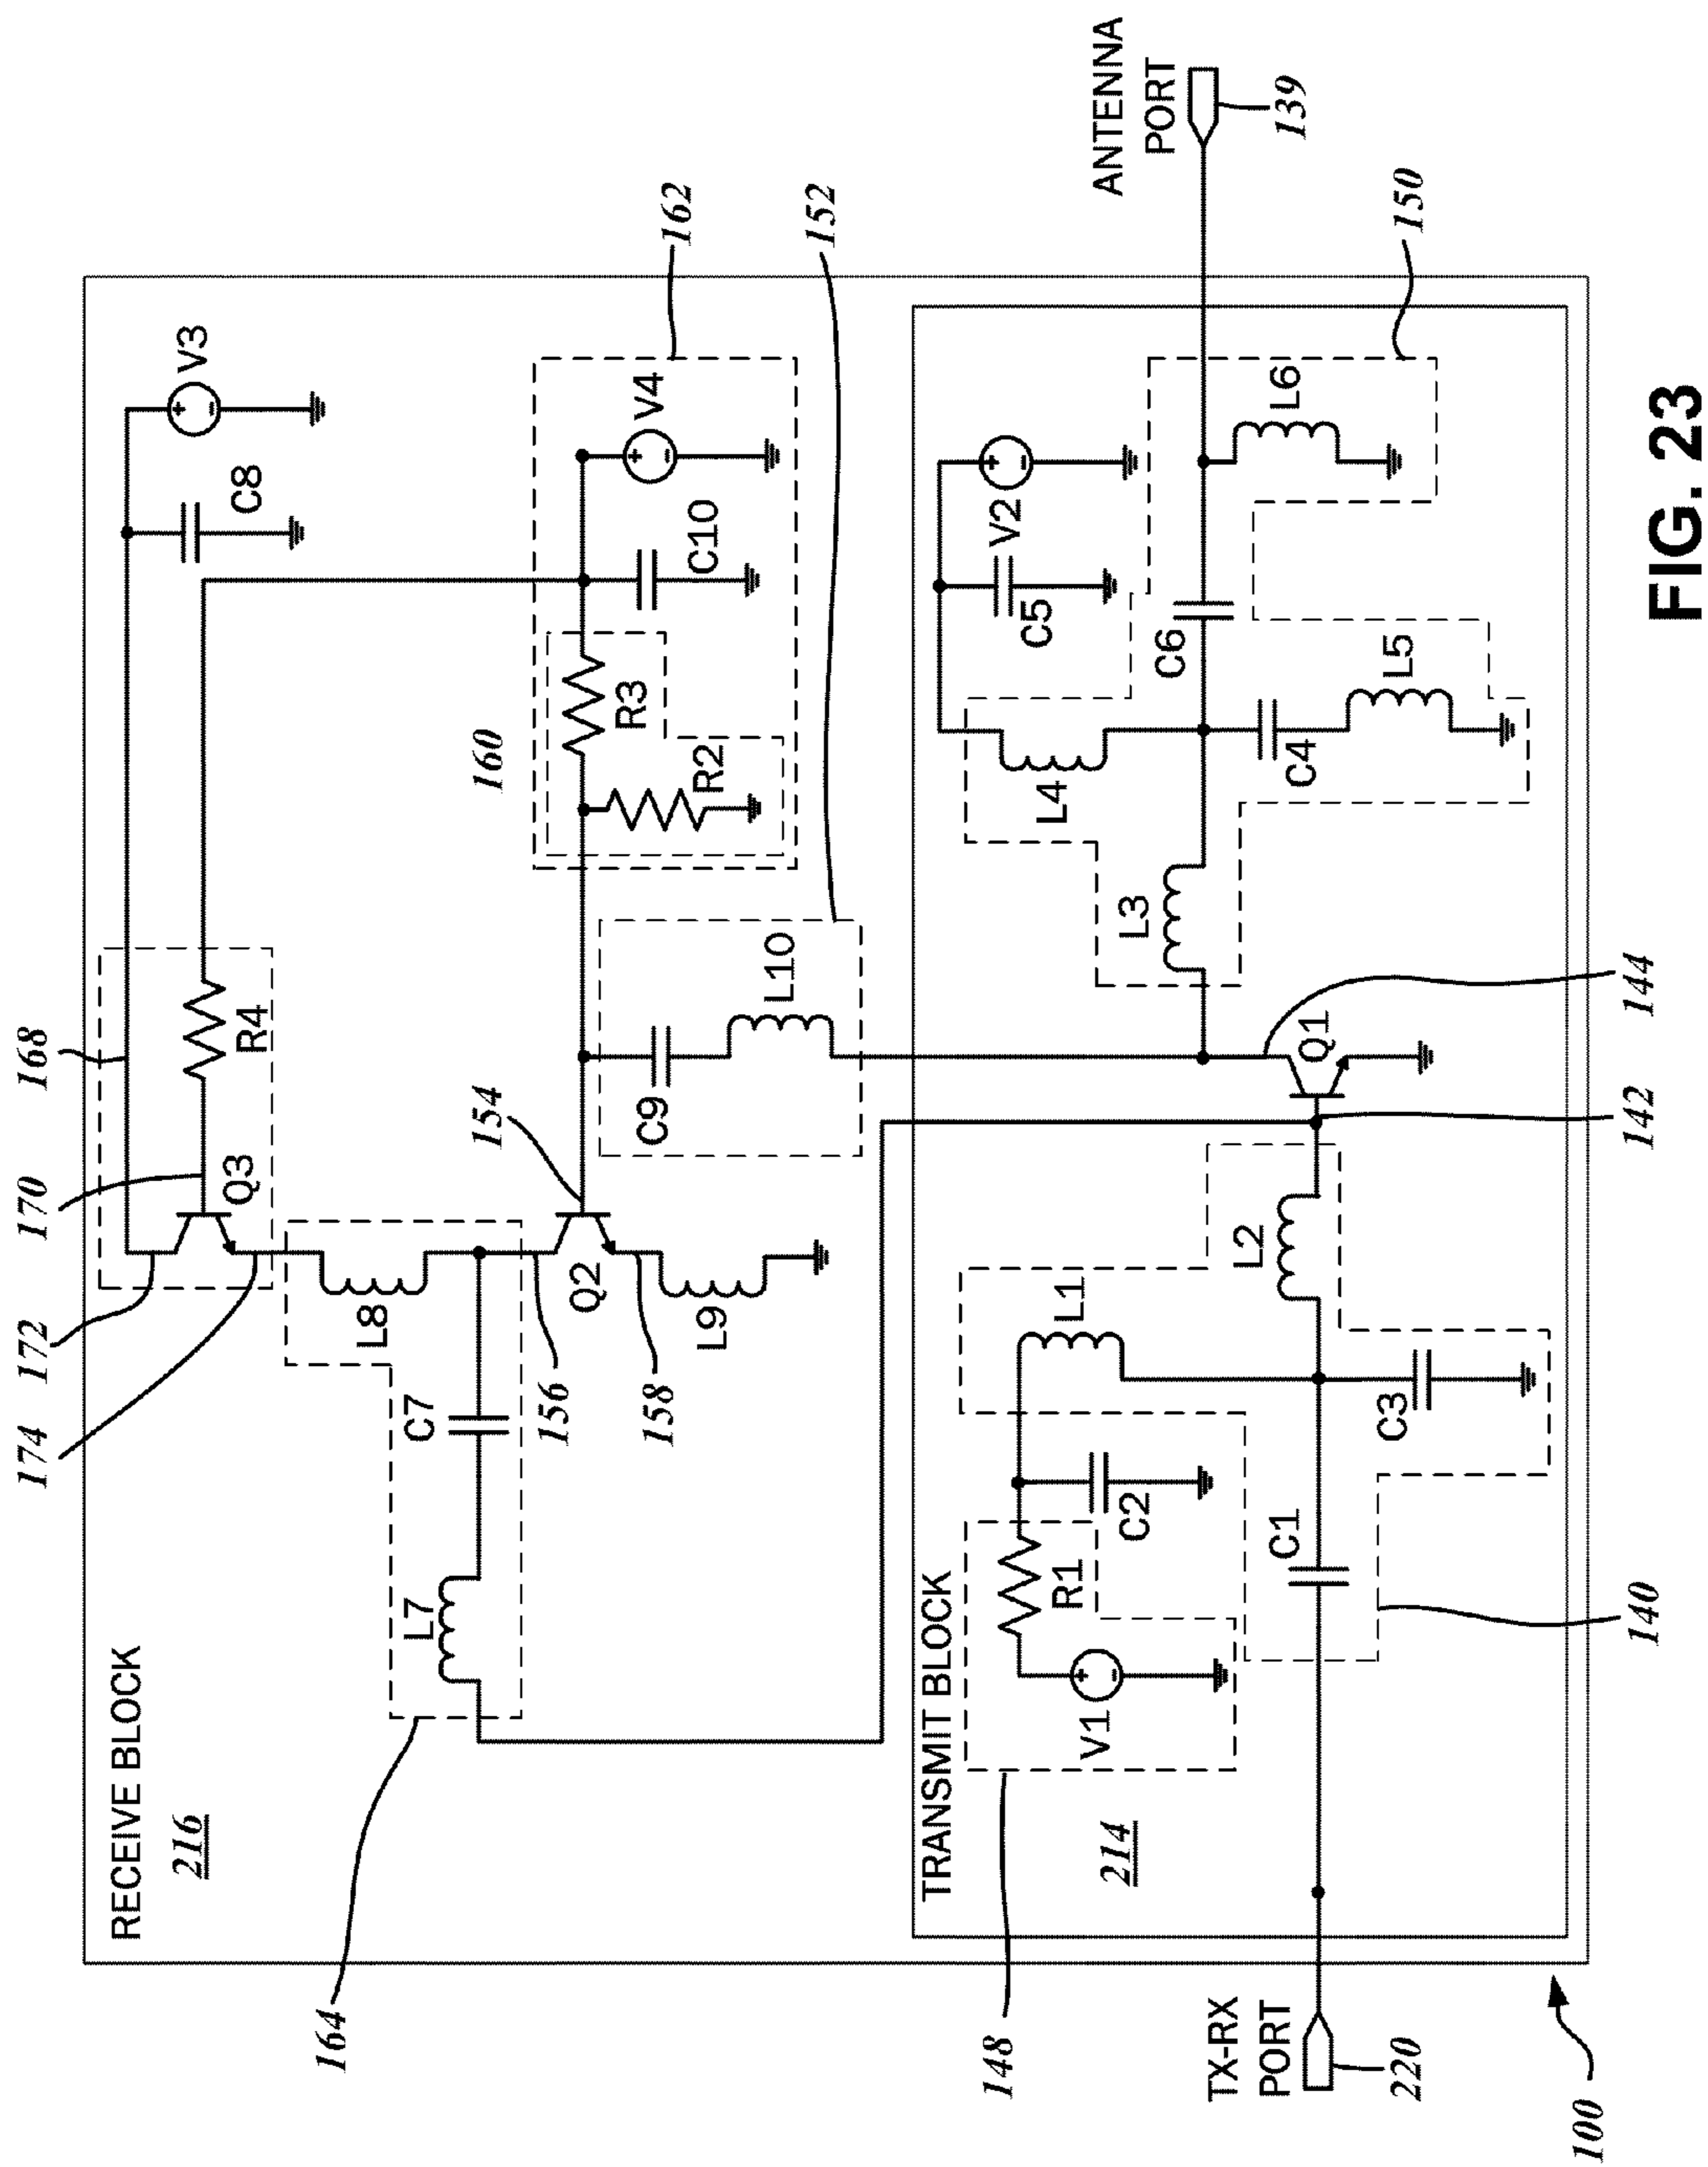 RECEIVE BLOCK
216
172
174
170
168
Q3
R4
C8
V3
164
L7
C7
L8
156
Q2
158
L9
154
C9
L10
160
R3
R2
C10
V4
162
152
TRANSMIT BLOCK
214
148
V1
R1
C2
L1
C1
C3
L2
140
142
Q1
144
L3
L4
C4
L5
C5
V2
C6
L6
150
TX-RX
PORT
220
100
ANTENNA
PORT
139
FIG. 23